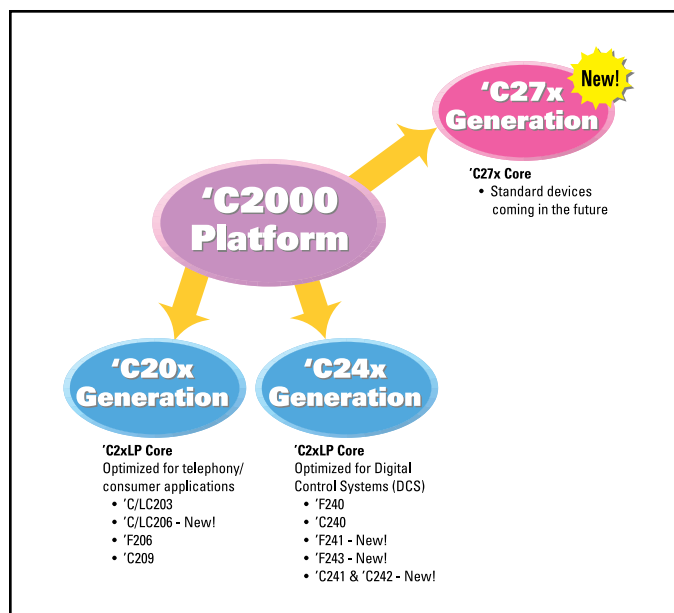 New!
'C27x
Generation
'C27x Core
• Standard devices
coming in the future
'C2000
Platform
'C20x
Generation
'C2xLP Core
Optimized for telephony/
consumer applications
• 'C/LC203
• 'C/LC206 - New!
• 'F206
• 'C209
'C24x
Generation
'C2xLP Core
Optimized for Digital
Control Systems (DCS)
• 'F240
• 'C240
• 'F241 - New!
• 'F243 - New!
• 'C241 & 'C242 - New!